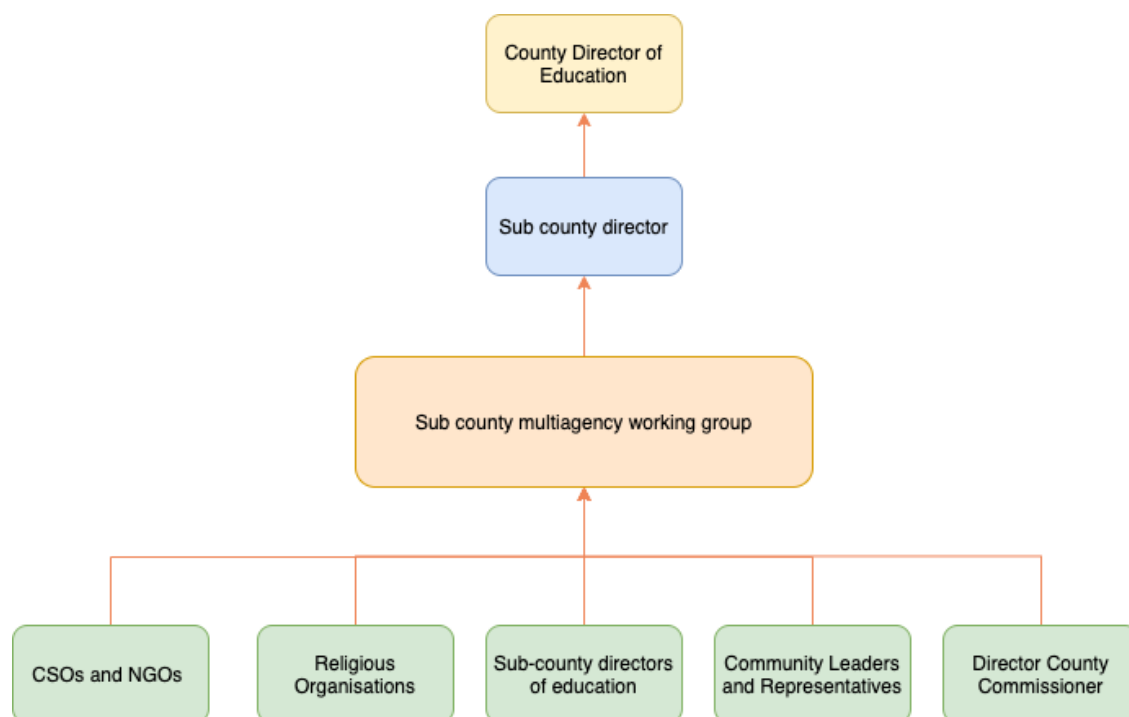 County Director of
Education
Sub county director
Sub county multiagency working group
CSOs and NGOs
Religious
Organisations
Sub-county directors
of education
Community Leaders
and Representatives
Director County
Commissioner